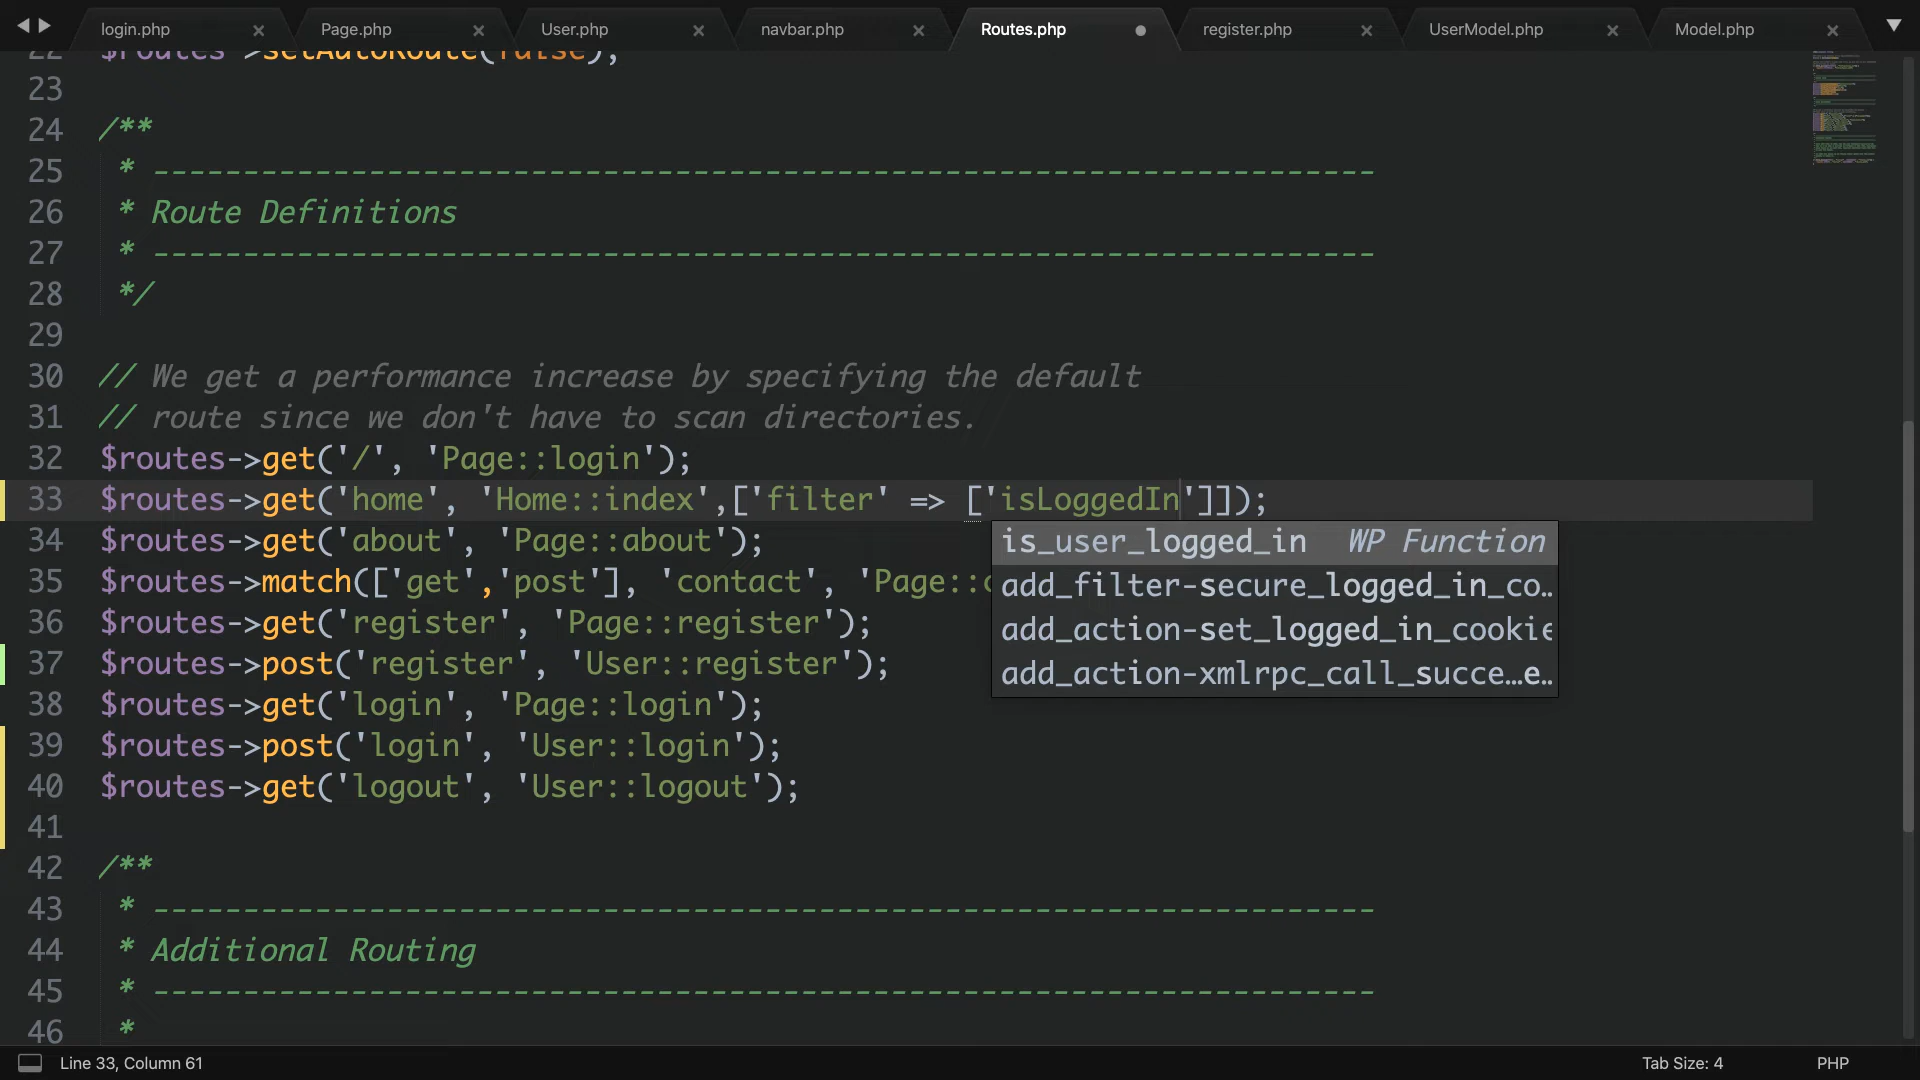 login.php Page.php User.php navbar.php Routes.php register.php UserModel.php Model.php
22 $routes->setAutoRoute(false);
23
24 /**
25 * --------------------------------------------------------------------
26 * Route Definitions
27 * --------------------------------------------------------------------
28 */
29
30 // We get a performance increase by specifying the default
31 // route since we don't have to scan directories.
32 $routes->get('/', 'Page::login');
33 $routes->get('home', 'Home::index',['filter' => ['isLoggedIn']]);
34 $routes->get('about', 'Page::about');
is_user_logged_in WP Function
35 $routes->match(['get','post'], 'contact', 'Page::c
add_filter-secure_logged_in_co…
36 $routes->get('register', 'Page::register');
add_action-set_logged_in_cookie
37 $routes->post('register', 'User::register');
add_action-xmlrpc_call_succe…e…
38 $routes->get('login', 'Page::login');
39 $routes->post('login', 'User::login');
40 $routes->get('logout', 'User::logout');
41
42 /**
43 * --------------------------------------------------------------------
44 * Additional Routing
45 * --------------------------------------------------------------------
46 *
Line 33, Column 61 Tab Size: 4 PHP